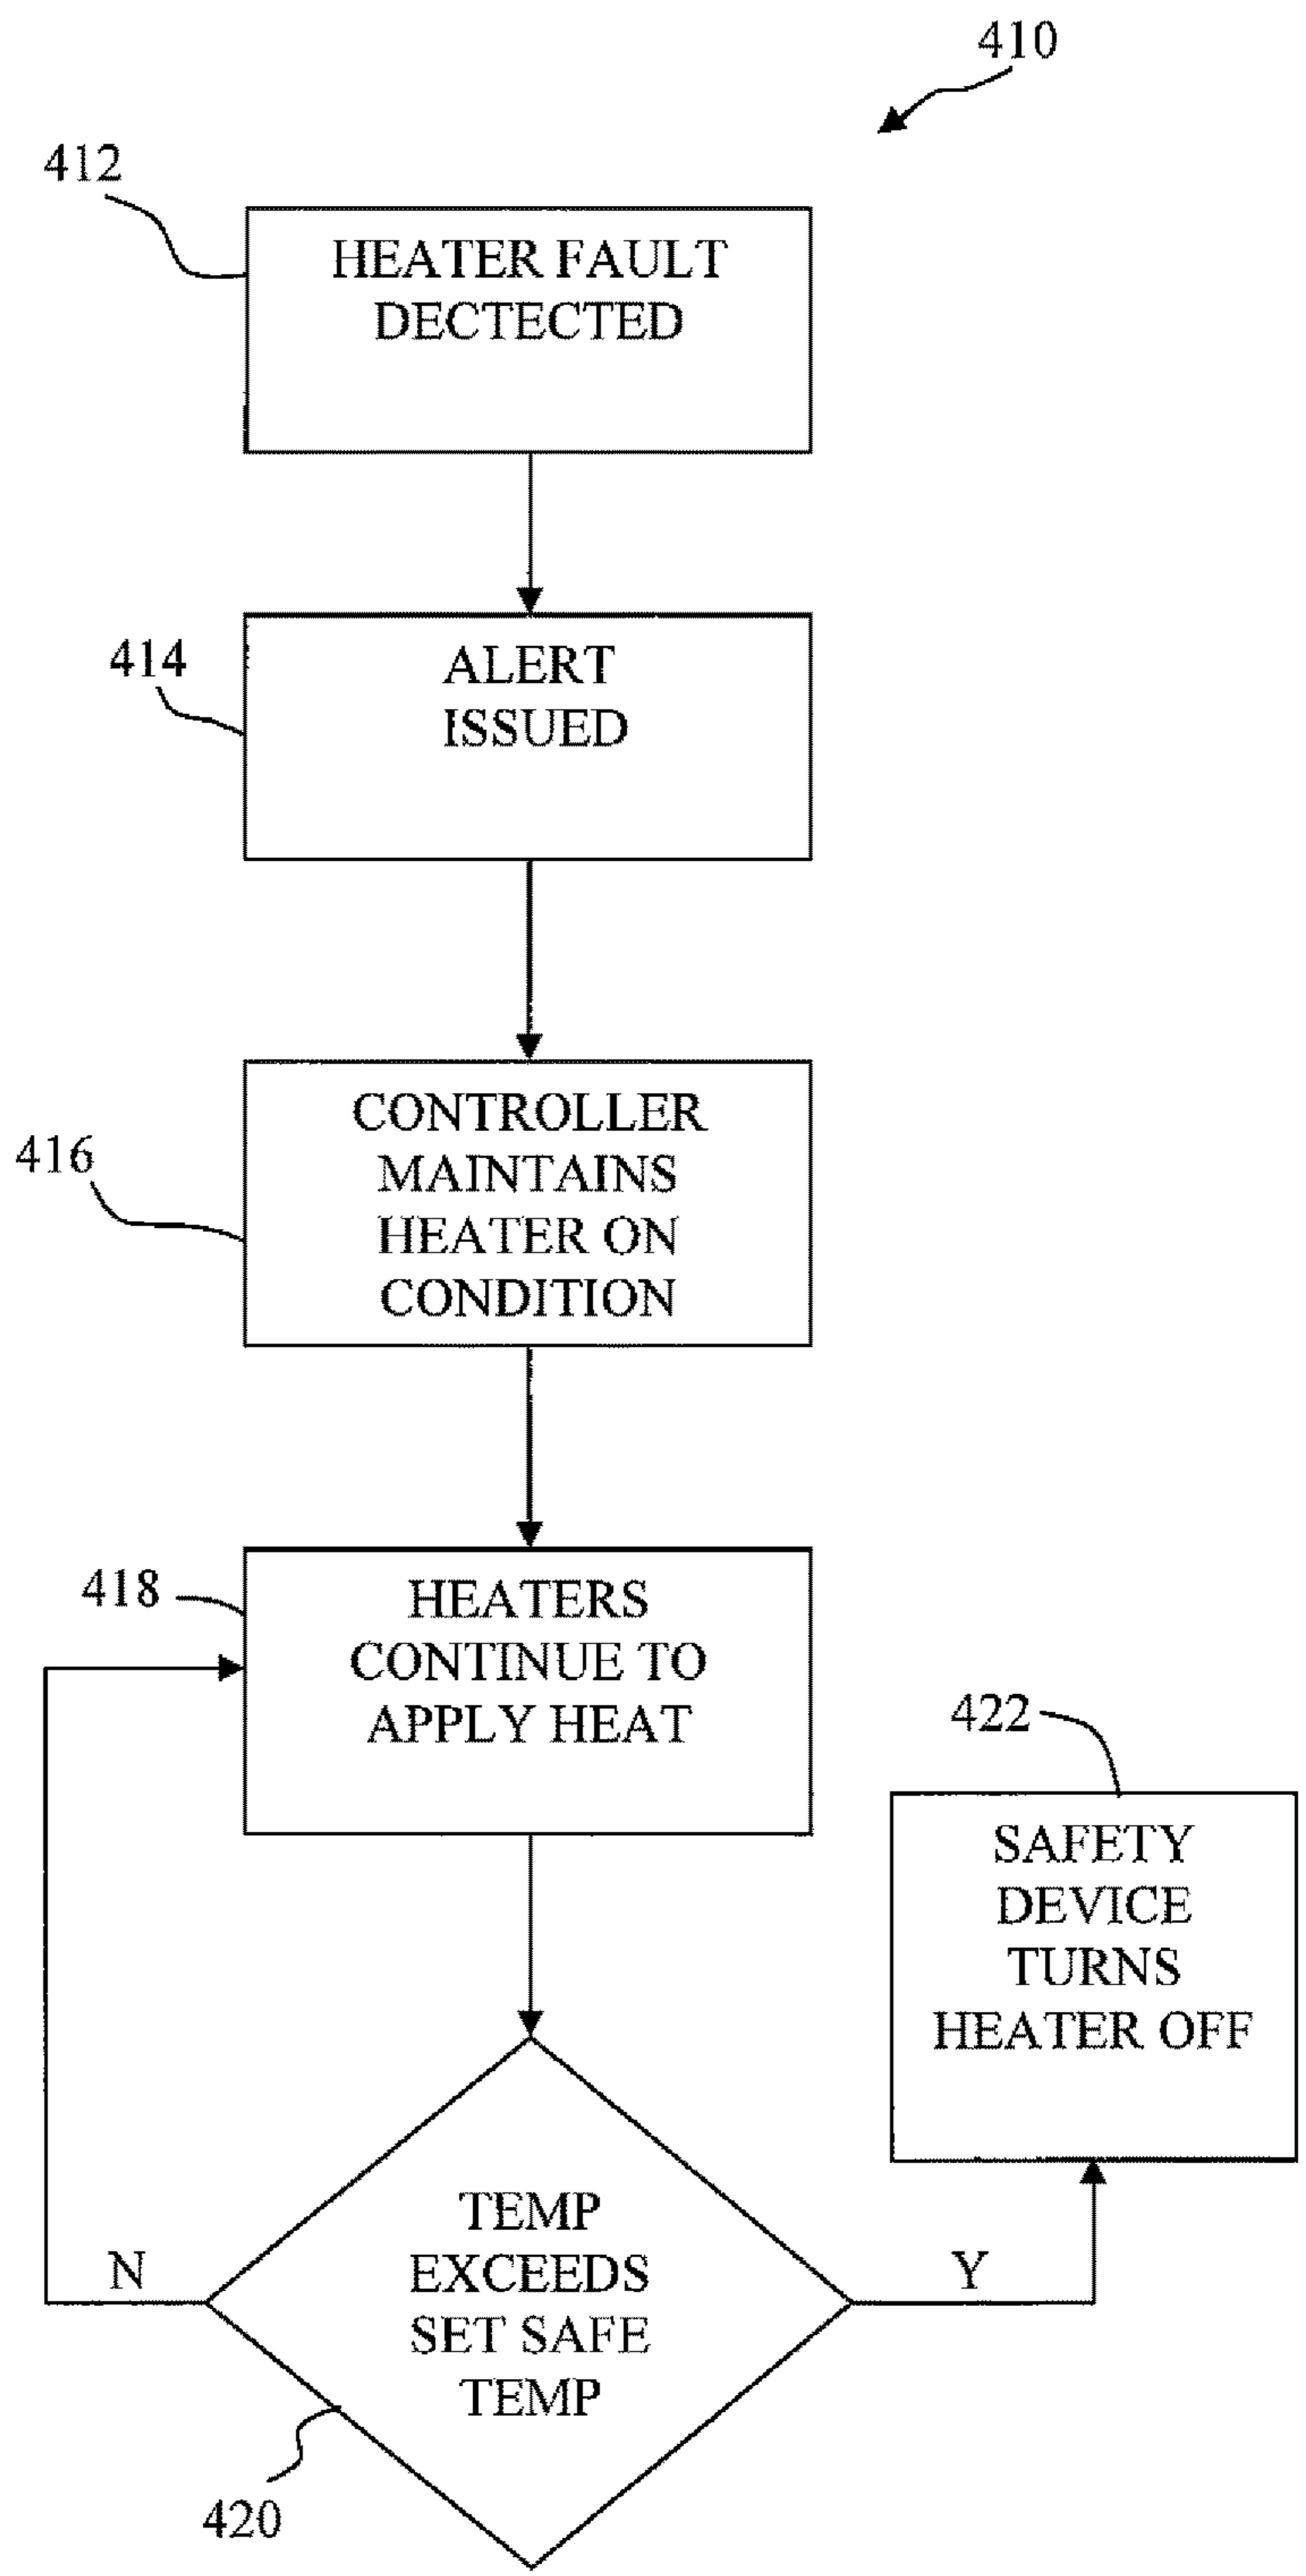 410
412
HEATER FAULT
DECTECTED
414
ALERT
ISSUED
416
CONTROLLER
MAINTAINS
HEATER ON
CONDITION
418
HEATERS
CONTINUE TO
APPLY HEAT
422
SAFETY
DEVICE
TURNS
HEATER OFF
N
TEMP
EXCEEDS
SET SAFE
TEMP
Y
420